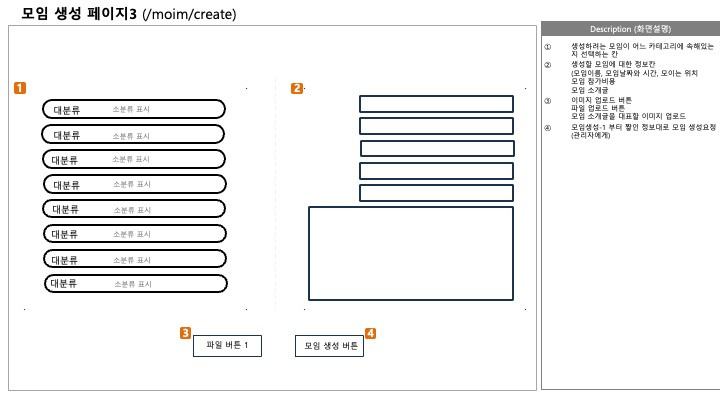 모임 생성 페이지3 (/moim/create)
1
대분류 소분류 표시
대분류 소분류 표시
대분류 소분류 표시
대분류 소분류 표시
대분류 소분류 표시
대분류 소분류 표시
대분류 소분류 표시
대분류 소분류 표시
2
3
파일 버튼 1
모임 생성 버튼
4
Description (화면설명)
① 생성하려는 모임이 어느 카테고리에 속해있는
지 선택하는 칸
② 생성할 모임에 대한 정보칸
(모임이름, 모임날짜와 시간, 모이는 위치
모임 참가비용
모임 소개글
③ 이미지 업로드 버튼
파일 업로드 버튼
모임 소개글을 대표할 이미지 업로드
④ 모임생성-1 부터 짤인 정보대로 모임 생성요청
(관리자에게)